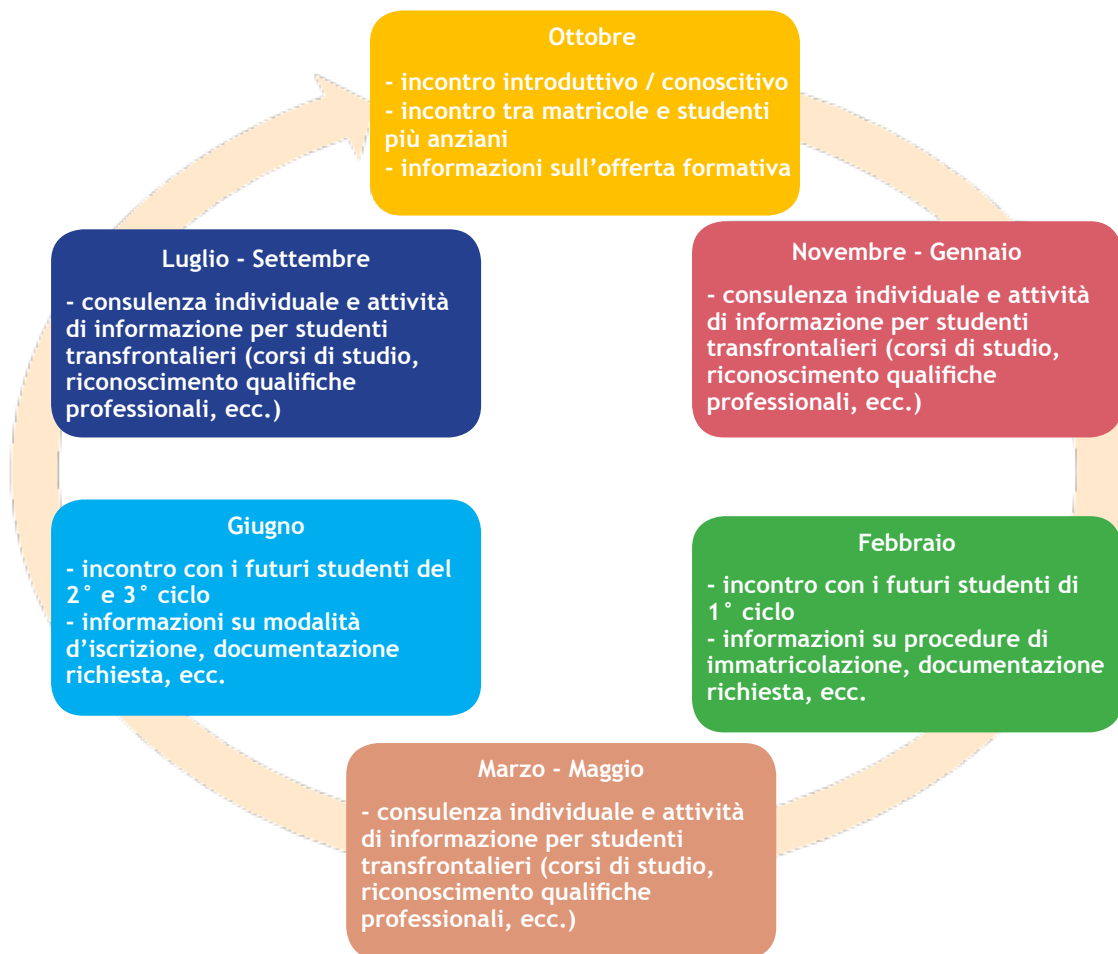 Ottobre
- incontro introduttivo / conoscitivo
- incontro tra matricole e studenti
più anziani
- informazioni sull’offerta formativa
Novembre - Gennaio
- consulenza individuale e attività
di informazione per studenti
transfrontalieri (corsi di studio,
riconoscimento qualifiche
professionali, ecc.)
Febbraio
- incontro con i futuri studenti di
1° ciclo
- informazioni su procedure di
immatricolazione, documentazione
richiesta, ecc.
Marzo - Maggio
- consulenza individuale e attività
di informazione per studenti
transfrontalieri (corsi di studio,
riconoscimento qualifiche
professionali, ecc.)
Giugno
- incontro con i futuri studenti del
2° e 3° ciclo
- informazioni su modalità
d’iscrizione, documentazione
richiesta, ecc.
Luglio - Settembre
- consulenza individuale e attività
di informazione per studenti
transfrontalieri (corsi di studio,
riconoscimento qualifiche
professionali, ecc.)